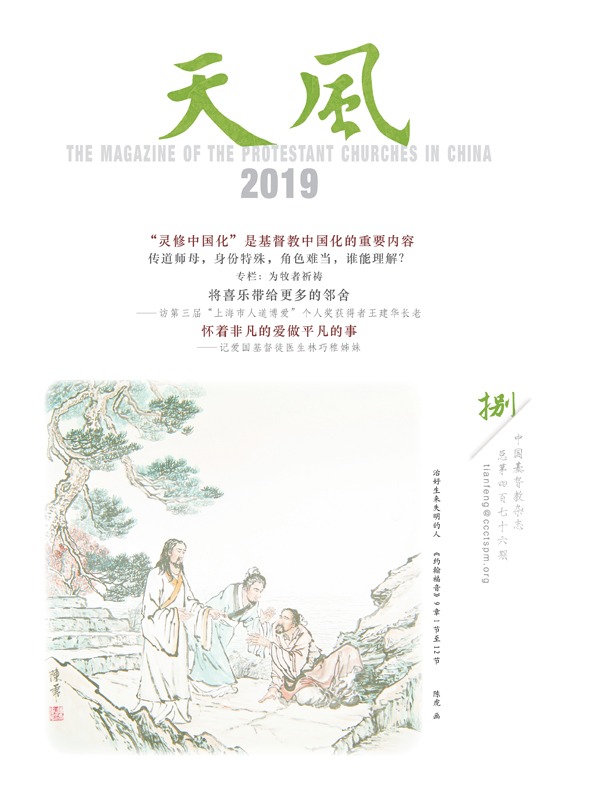 天風
THE MAGAZINE OF THE PROTESTANT CHURCHES IN CHINA
2019
“灵修中国化”是基督教中国化的重要内容
传道师母，身份特殊，角色难当，谁能理解？
专栏：为牧者祈祷
将喜乐带给更多的邻舍
——访第三届“上海市人道博爱”个人奖获得者王建华长老
怀着非凡的爱做平凡的事
——记爱国基督徒医生林巧稚姊妹
捌
中国基督教杂志
总第四百七十六期
tianfeng@ccctspm.org
治好生来失明的人　《约翰福音》9章1节至12节　陈虎 画